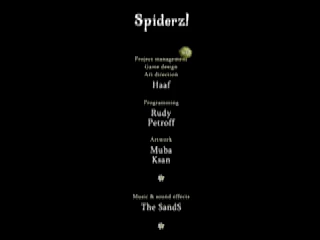 Spiderz!
Project management
Game design
Art direction
Haaf
Programming
Rudy
Petroff
Artwork
Muba
Ksan
Music & sound effects
The SandS